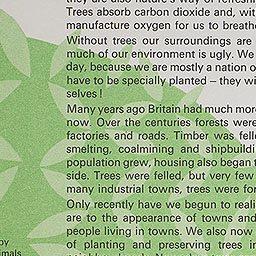 they are also nature's way of refreshing
Trees absorb carbon dioxide and, with
manufacture oxygen for us to breathe
Without trees our surroundings are
much of our environment is ugly. We
day, because we are mostly a nation o
have to be specially planted – they wi
selves!
Many years ago Britain had much more
now. Over the centuries forests were
factories and roads. Timber was felle
smelting, coalmining and shipbuildi
population grew, housing also began t
side. Trees were felled, but very few
many industrial towns, trees were for
Only recently have we begun to reali
are to the appearance of towns and
people living in towns. We also now
of planting and preserving trees in
by
imals